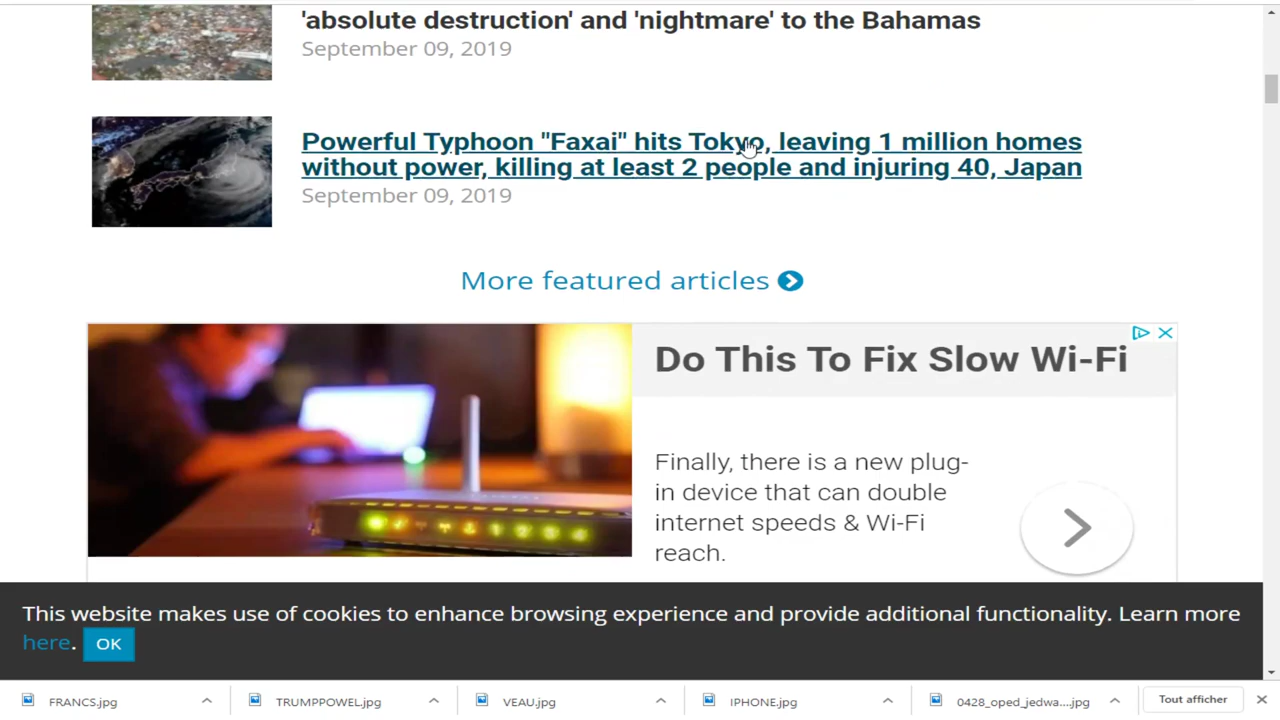 'absolute destruction' and 'nightmare' to the Bahamas
September 09, 2019
Powerful Typhoon "Faxai" hits Tokyo, leaving 1 million homes
without power, killing at least 2 people and injuring 40, Japan
September 09, 2019
More featured articles
Do This To Fix Slow Wi-Fi
Finally, there is a new plug-
in device that can double
internet speeds & Wi-Fi
reach.
This website makes use of cookies to enhance browsing experience and provide additional functionality. Learn more
here. OK
FRANCS.jpg
TRUMPPOWEL.jpg
VEAU.jpg
IPHONE.jpg
0428_oped_jedwa....jpg
Tout afficher